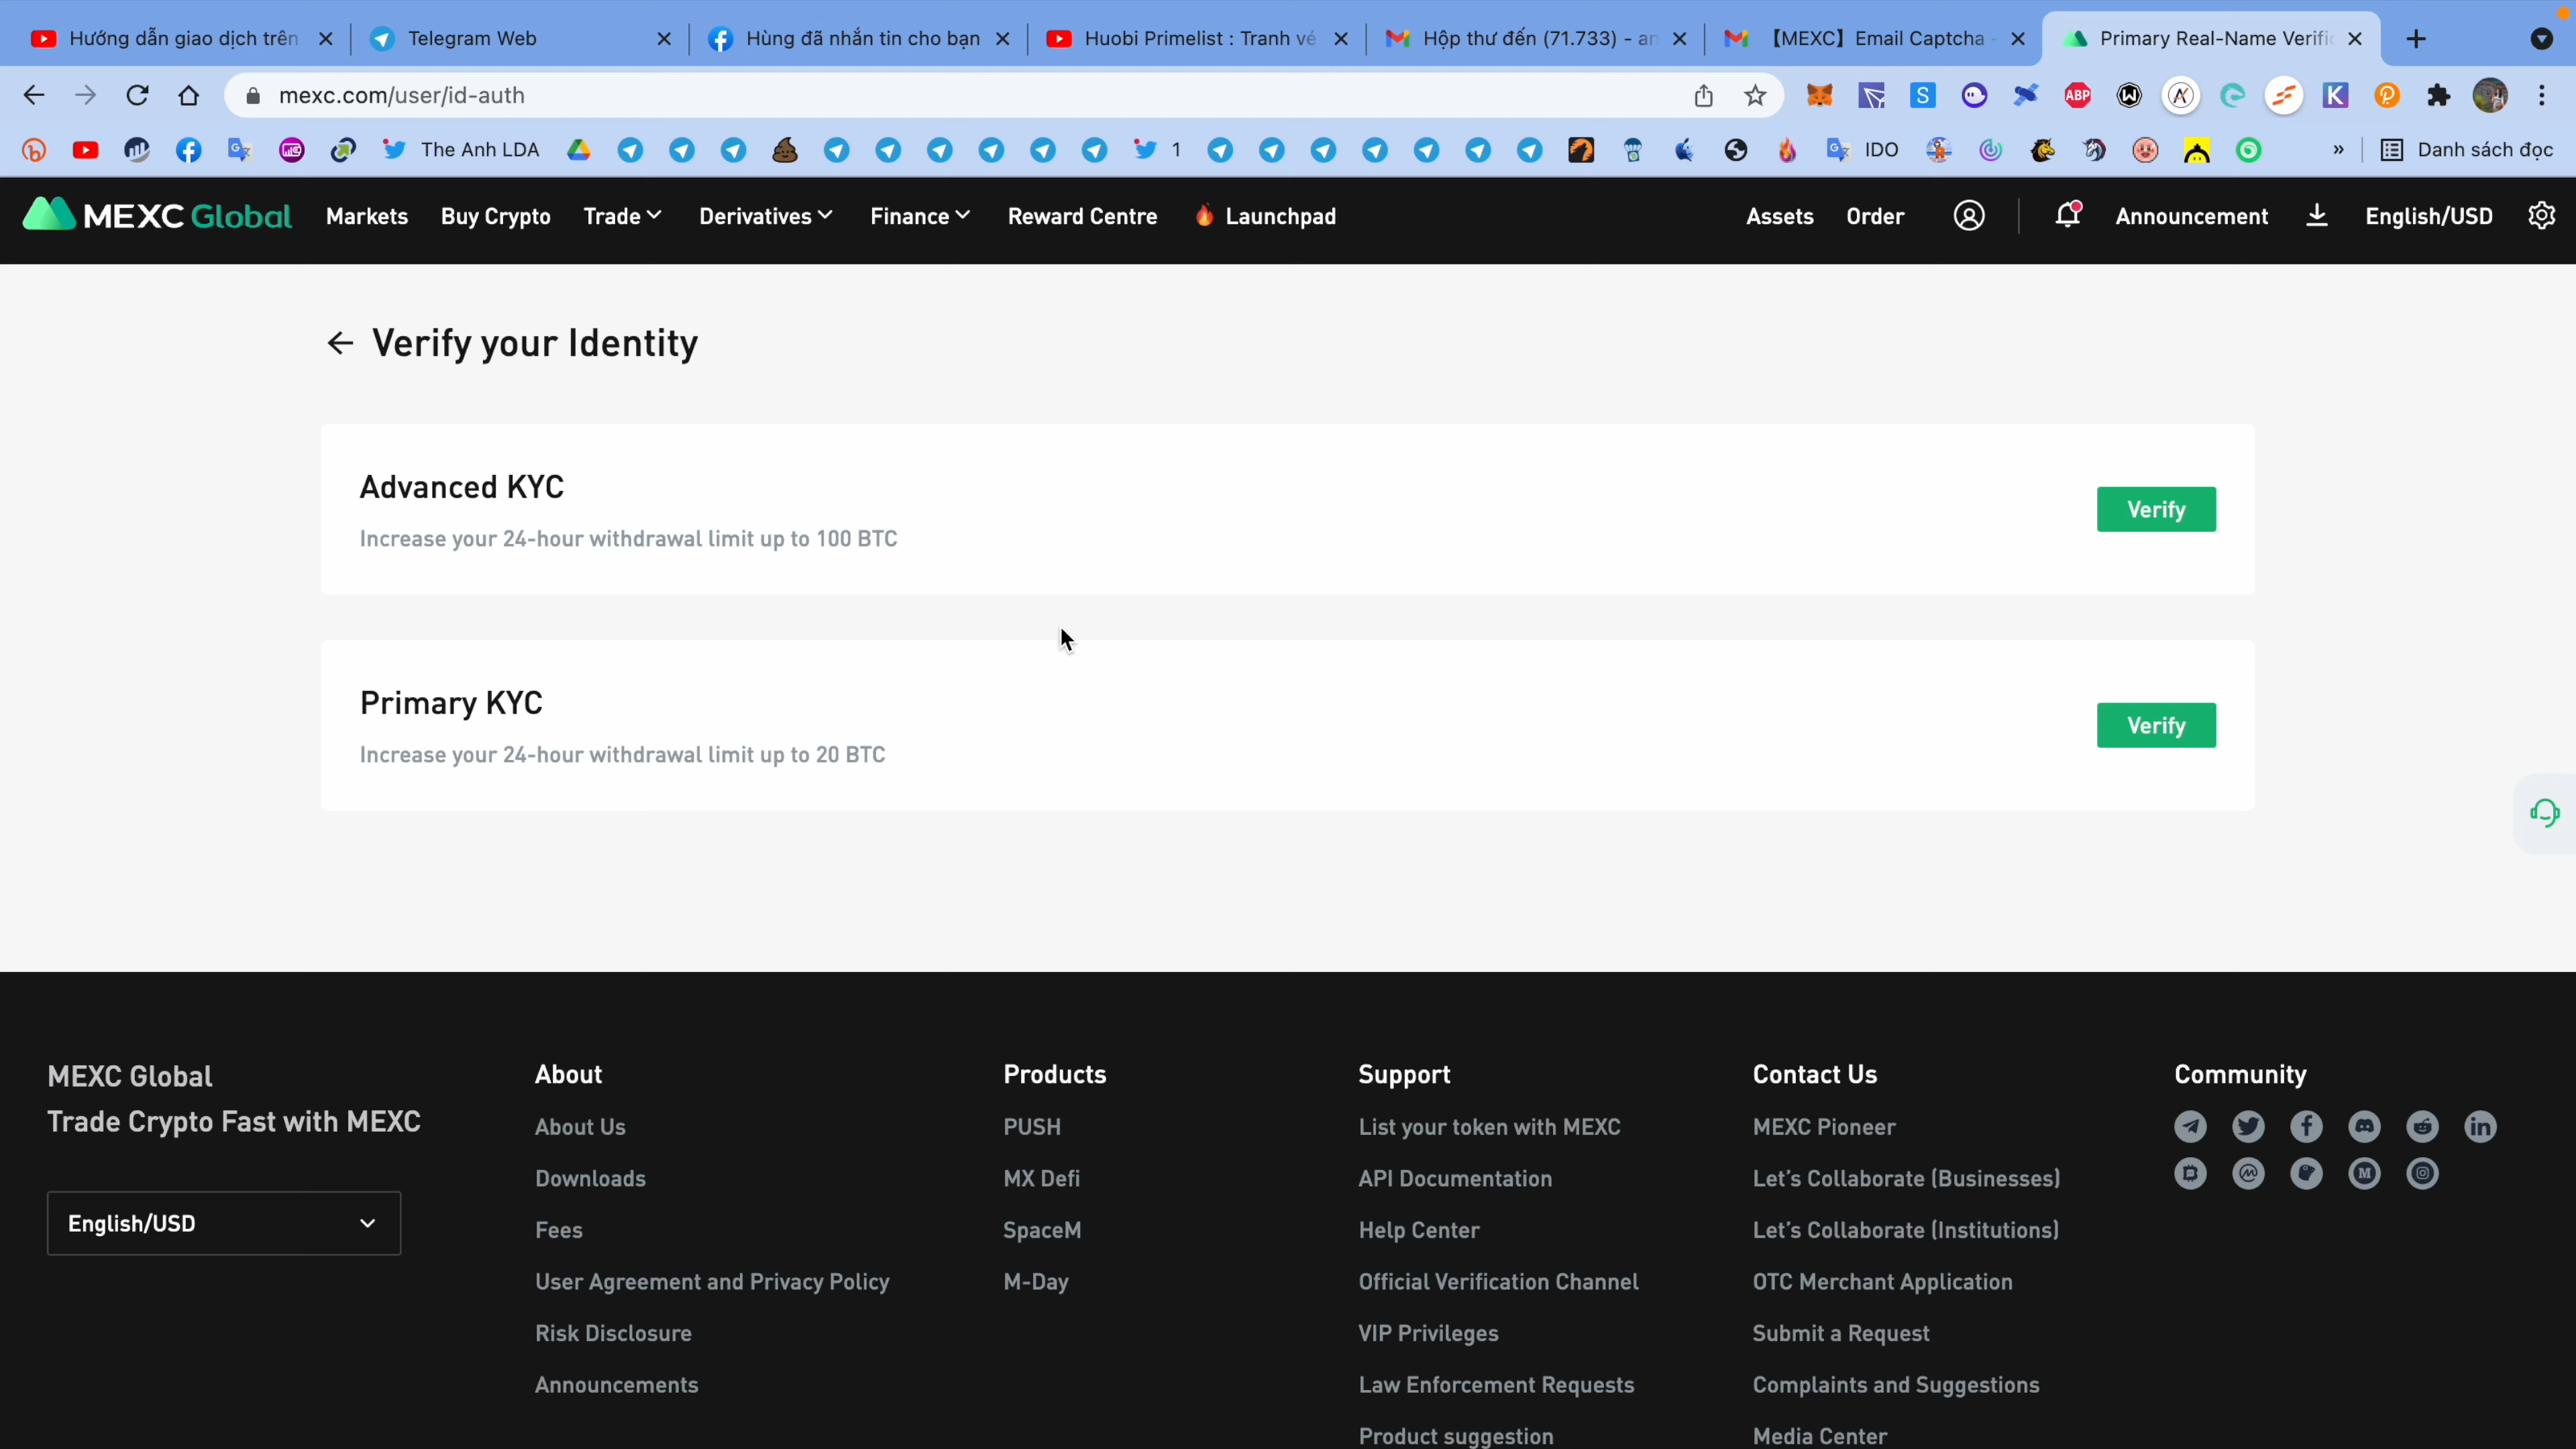 Hướng dẫn giao dịch trên
Telegram Web
Hùng đã nhắn tin cho bạn
Huobi Primelist : Tranh vé
Hộp thư đến (71.733) - an
【MEXC】Email Captcha -
Primary Real-Name Verific
mexc.com/user/id-auth
ABP
The Anh LDA
1
IDO
»
Danh sách đọc
MEXC Global
Markets
Buy Crypto
Trade
Derivatives
Finance
Reward Centre
Launchpad
Assets
Order
Announcement
English/USD
Verify your Identity
Advanced KYC
Increase your 24-hour withdrawal limit up to 100 BTC
Verify
Primary KYC
Increase your 24-hour withdrawal limit up to 20 BTC
Verify
MEXC Global
Trade Crypto Fast with MEXC
English/USD
About
About Us
Downloads
Fees
User Agreement and Privacy Policy
Risk Disclosure
Announcements
Products
PUSH
MX Defi
SpaceM
M-Day
Support
List your token with MEXC
API Documentation
Help Center
Official Verification Channel
VIP Privileges
Law Enforcement Requests
Product suggestion
Contact Us
MEXC Pioneer
Let's Collaborate (Businesses)
Let's Collaborate (Institutions)
OTC Merchant Application
Submit a Request
Complaints and Suggestions
Media Center
Community